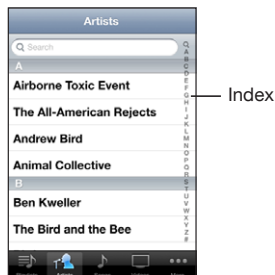 Artists
Search
A
Airborne Toxic Event
The All-American Rejects
Andrew Bird
Animal Collective
B
Ben Kweller
The Bird and the Bee
A
B
C
D
E
F
G
H
I
J
K
L
M
N
O
P
Q
R
S
T
U
V
W
X
Y
Z
#
Index
Artists